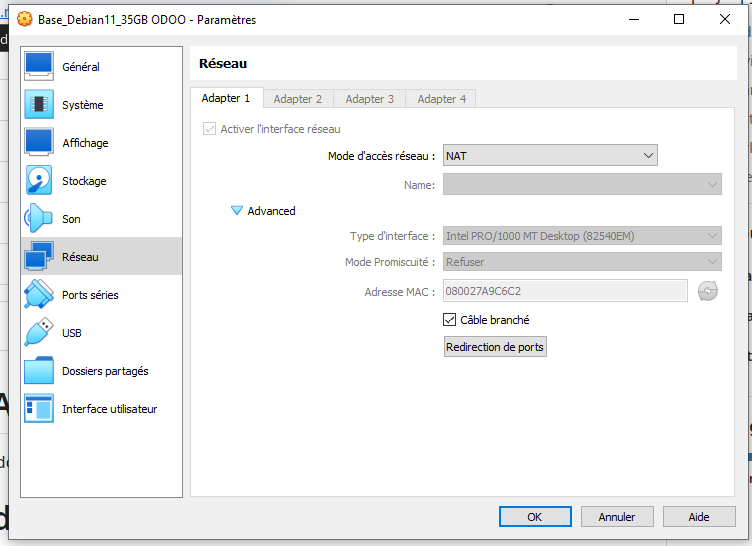 Base_Debian11_35GB ODOO - Paramètres
Général
Système
Affichage
Stockage
Son
Réseau
Ports séries
USB
Dossiers partagés
Interface utilisateur
Réseau
Adapter 1
Adapter 2
Adapter 3
Adapter 4
Activer l'interface réseau
Mode d'accès réseau :
NAT
Name:
Advanced
Type d'interface :
Intel PRO/1000 MT Desktop (82540EM)
Mode Promiscuité :
Refuser
Adresse MAC :
080027A9C6C2
Câble branché
Redirection de ports
OK
Annuler
Aide